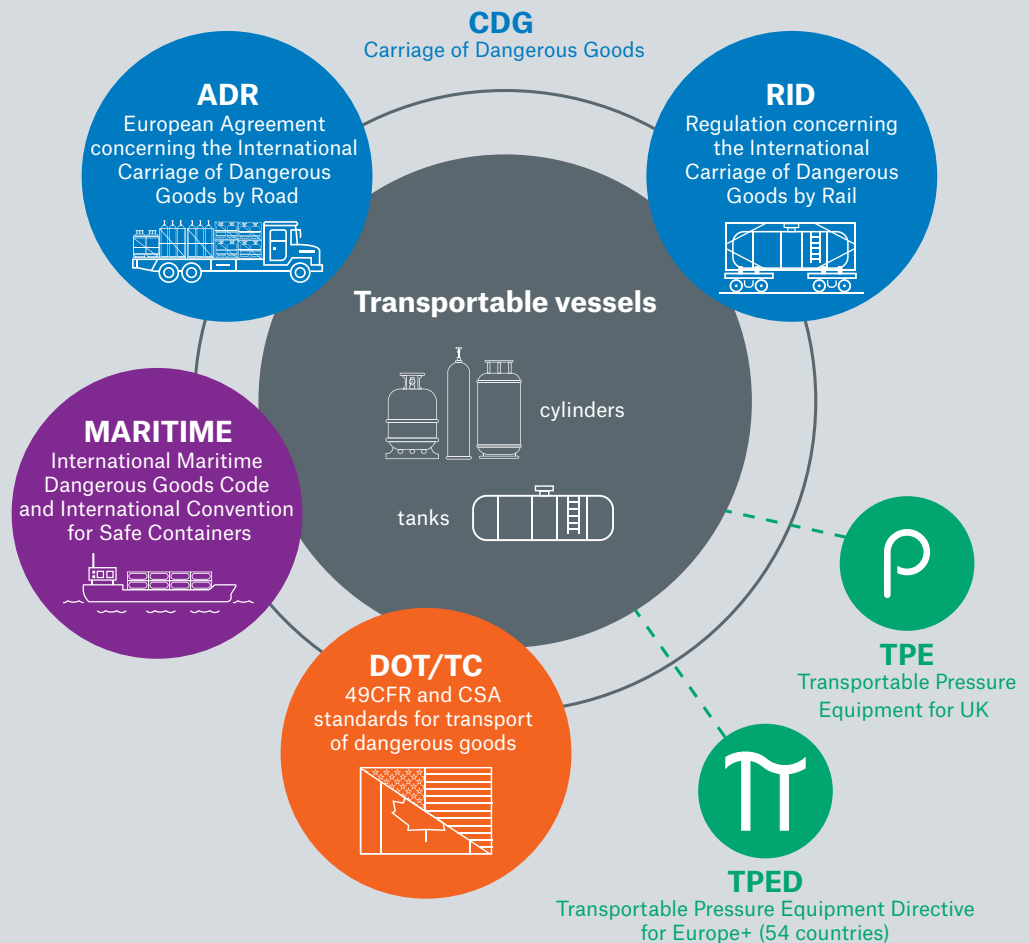 CDG
Carriage of Dangerous Goods
ADR
European Agreement
concerning the International
Carriage of Dangerous
Goods by Road
RID
Regulation concerning
the International
Carriage of Dangerous
Goods by Rail
Transportable vessels
cylinders
tanks
MARITIME
International Maritime
Dangerous Goods Code
and International Convention
for Safe Containers
DOT/TC
49CFR and CSA
standards for transport
of dangerous goods
ρ
TPE
Transportable Pressure
Equipment for UK
π
TPED
Transportable Pressure Equipment Directive
for Europe+ (54 countries)